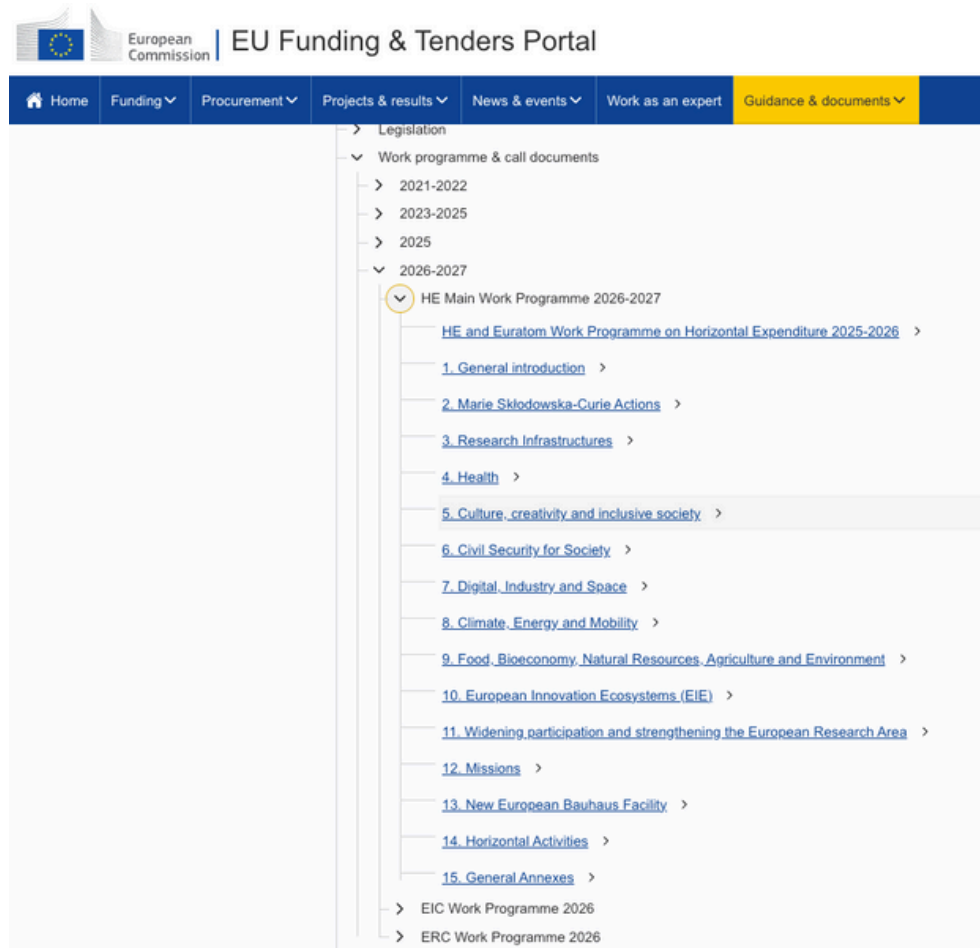 European
Commission
EU Funding & Tenders Portal
Home Funding Procurement Projects & results News & events Work as an expert Guidance & documents
Legislation
Work programme & call documents
2021-2022
2023-2025
2025
2026-2027
HE Main Work Programme 2026-2027
HE and Euratom Work Programme on Horizontal Expenditure 2025-2026
1. General introduction
2. Marie Skłodowska-Curie Actions
3. Research Infrastructures
4. Health
5. Culture, creativity and inclusive society
6. Civil Security for Society
7. Digital, Industry and Space
8. Climate, Energy and Mobility
9. Food, Bioeconomy, Natural Resources, Agriculture and Environment
10. European Innovation Ecosystems (EIE)
11. Widening participation and strengthening the European Research Area
12. Missions
13. New European Bauhaus Facility
14. Horizontal Activities
15. General Annexes
EIC Work Programme 2026
ERC Work Programme 2026